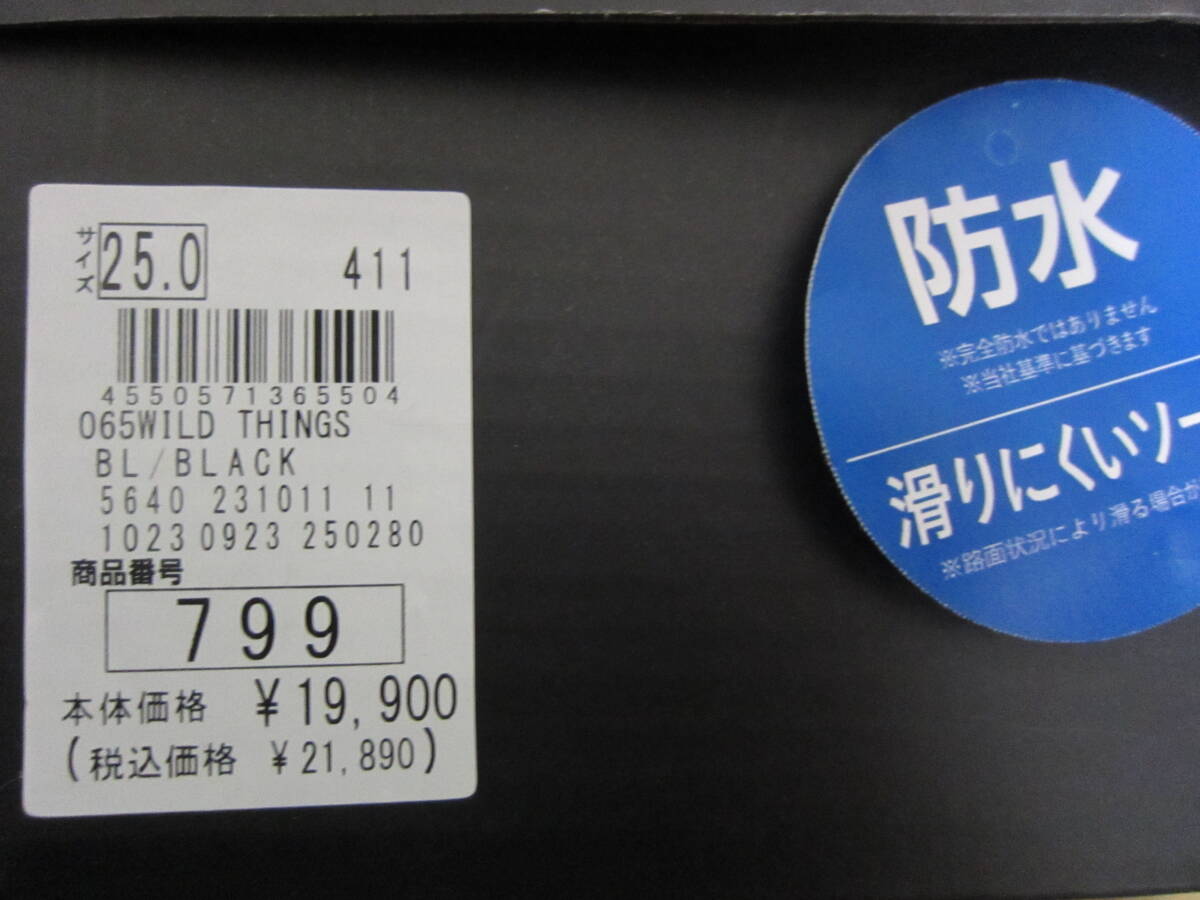 サイズ 25.0 411
4550571365504
065WILD THINGS
BL/BLACK
5640 231011 11
1023 0923 250280
商品番号
799
本体価格 ¥19,900
(税込価格 ¥21,890)
防水
※完全防水ではありません
※当社基準に基づきます
滑りにくいソー
※路面状況により滑る場合が